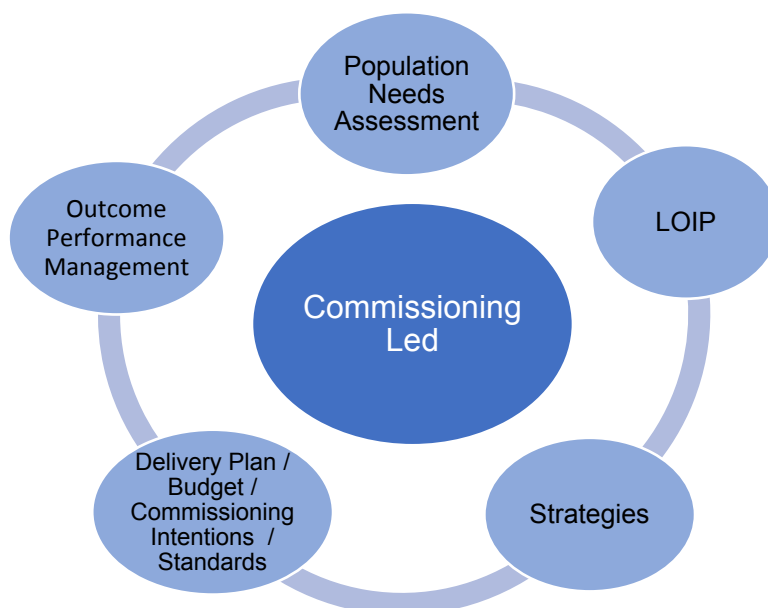 Population
Needs
Assessment
LOIP
Outcome
Performance
Management
Commissioning
Led
Delivery Plan /
Budget /
Commissioning
Intentions /
Standards
Strategies